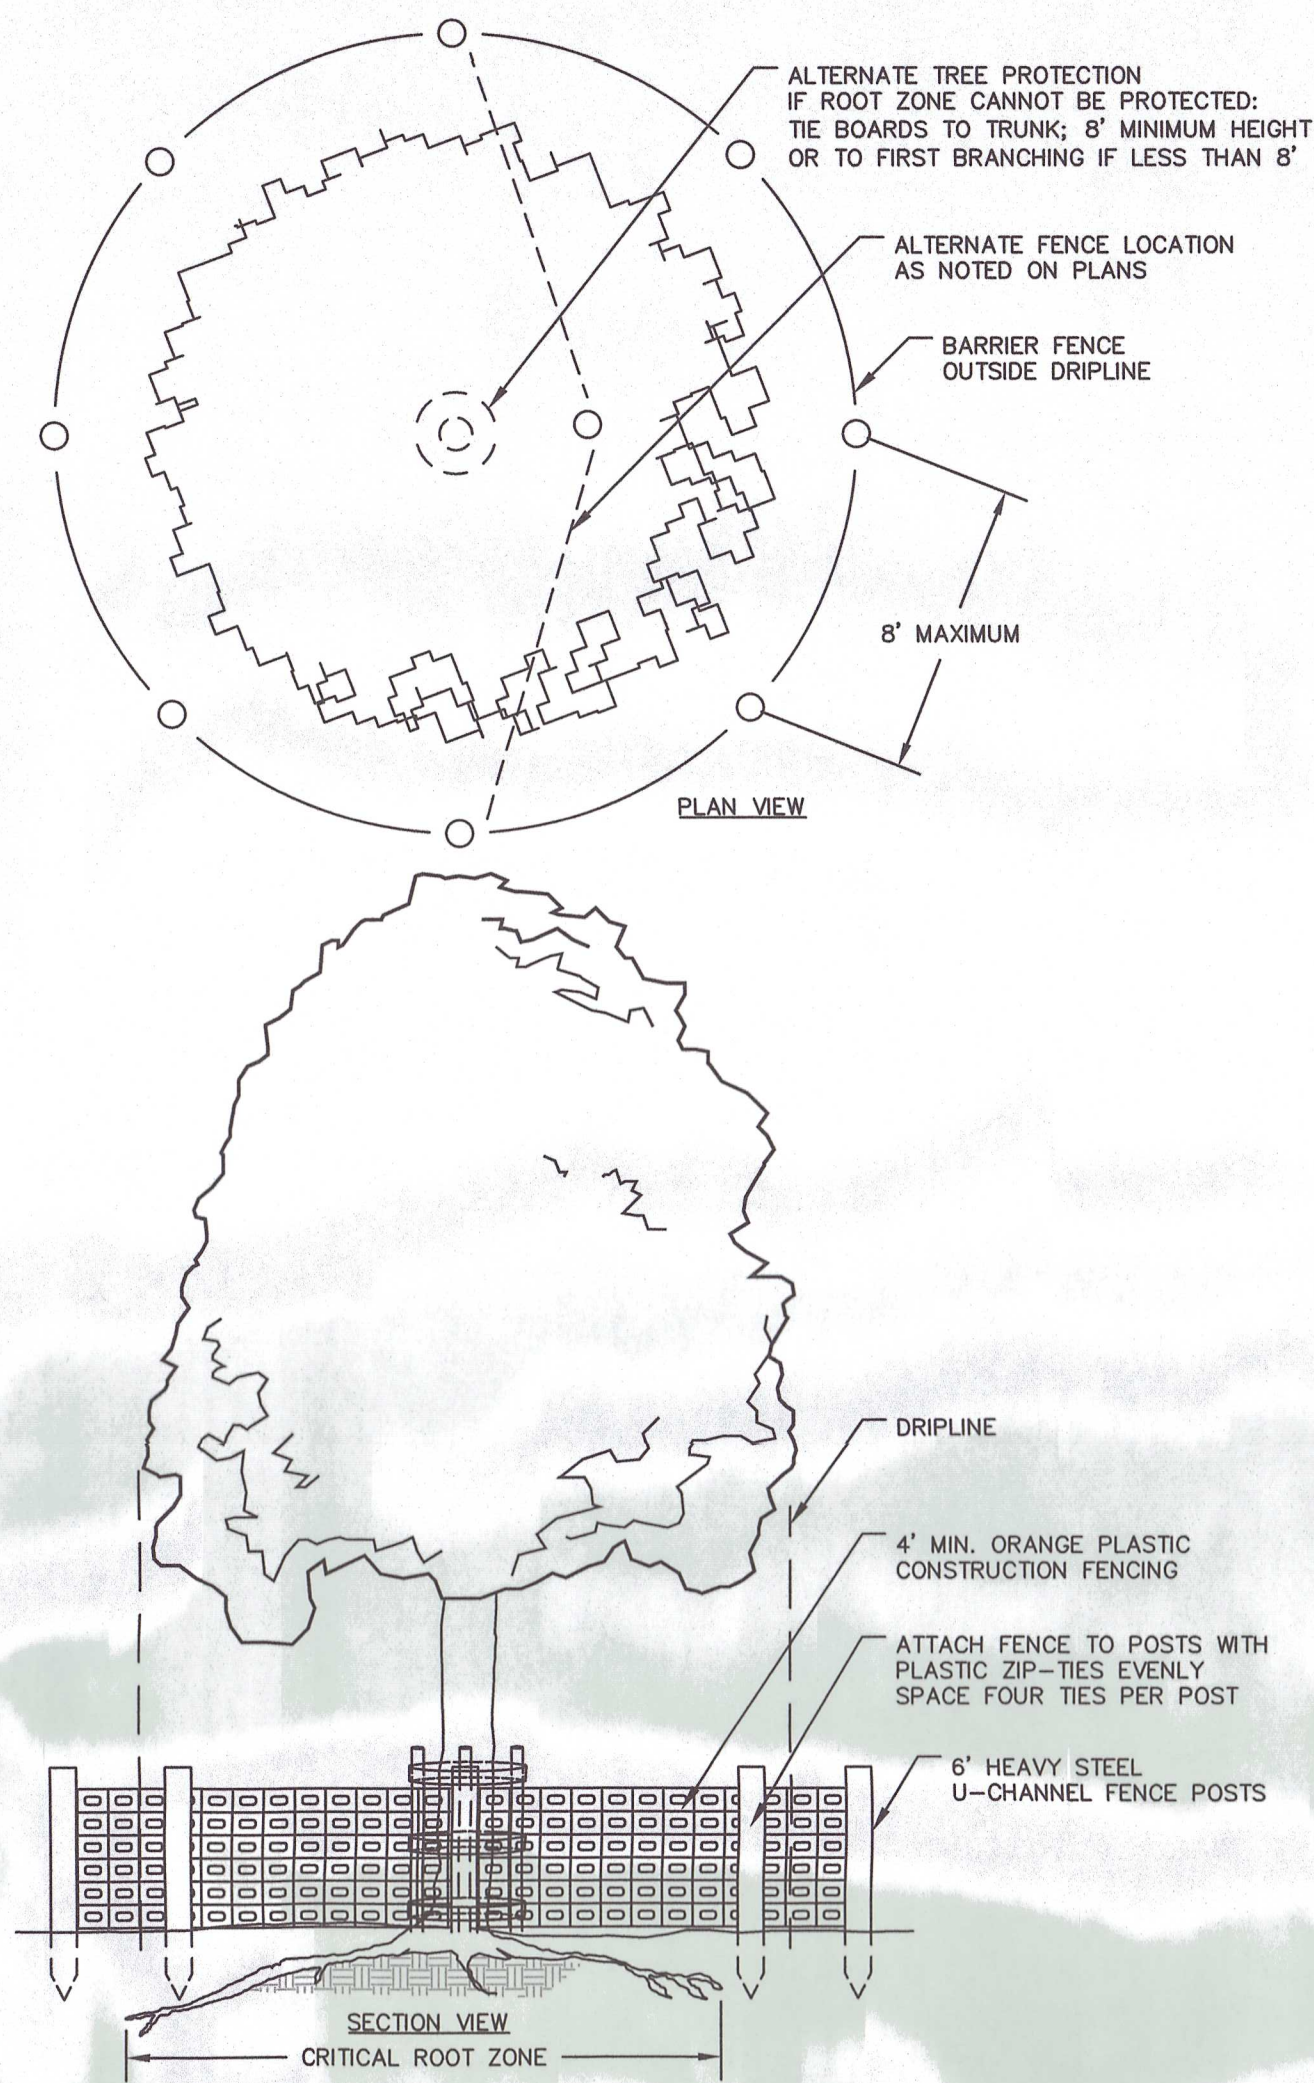 ALTERNATE TREE PROTECTION
IF ROOT ZONE CANNOT BE PROTECTED:
TIE BOARDS TO TRUNK; 8' MINIMUM HEIGHT
OR TO FIRST BRANCHING IF LESS THAN 8'
ALTERNATE FENCE LOCATION
AS NOTED ON PLANS
BARRIER FENCE
OUTSIDE DRIPLINE
8' MAXIMUM
PLAN VIEW
DRIPLINE
4' MIN. ORANGE PLASTIC
CONSTRUCTION FENCING
ATTACH FENCE TO POSTS WITH
PLASTIC ZIP-TIES EVENLY
SPACE FOUR TIES PER POST
6' HEAVY STEEL
U-CHANNEL FENCE POSTS
SECTION VIEW
CRITICAL ROOT ZONE